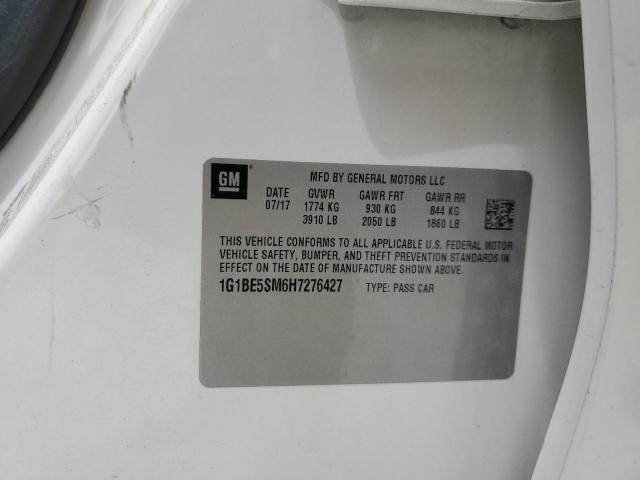 GM
MFD BY GENERAL MOTORS LLC
DATE GVWR GAWR FRT GAWR RR
07/17 1774 KG 930 KG 844 KG
3910 LB 2050 LB 1860 LB
THIS VEHICLE CONFORMS TO ALL APPLICABLE U.S. FEDERAL MOTOR
VEHICLE SAFETY, BUMPER, AND THEFT PREVENTION STANDARDS IN
EFFECT ON THE DATE OF MANUFACTURE SHOWN ABOVE.
1G1BE5SM6H7276427 TYPE: PASS CAR